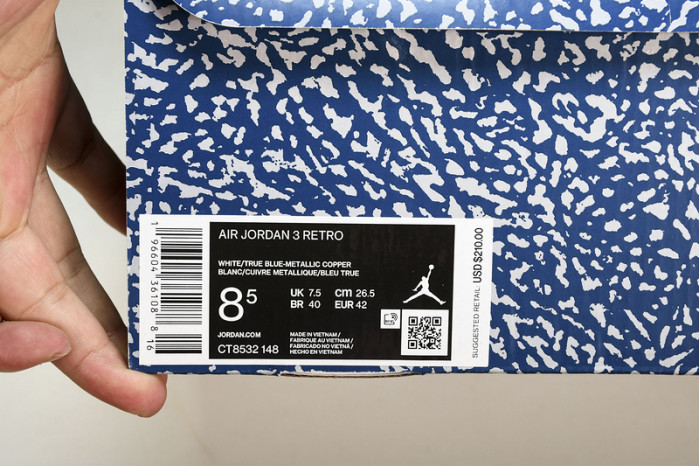 AIR JORDAN 3 RETRO
WHITE/TRUE BLUE-METALLIC COPPER
BLANC/CUIVRE METALLIQUE/BLEU TRUE
85
UK 7.5 cm 26.5
BR 40 EUR 42
JORDAN.COM
CT8532 148
MADE IN VIETNAM /
FABRIQUE AU VIETNAM /
FABRICADO NO VIETNÃ /
HECHO EN VIETNAM
1 96604 36108 8 16
SUGGESTED RETAIL: USD $210.00